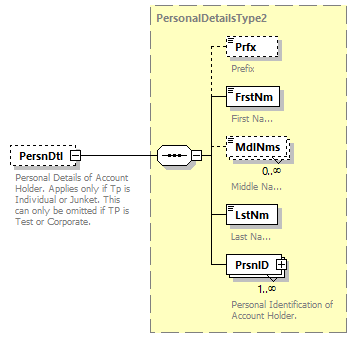 PersonalDetailsType2
Prfx
Prefix
FrstNm
First Na...
MdlNms
0..∞
Middle Na...
LstNm
Last Na...
PrsnID
1..∞
Personal Identification of
Account Holder.
PersnDtl
Personal Details of Account
Holder. Applies only if Tp is
Individual or Junket. This
can only be omitted if TP is
Test or Corporate.